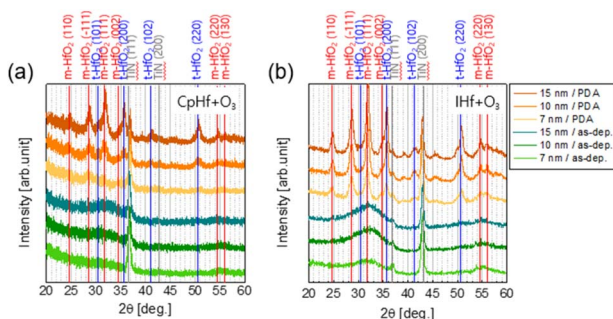 m-HfO2 (110)
m-HfO2 (-111)
t-HfO2 (101)
m-HfO2 (111)
m-HfO2 (002)
t-HfO2 (200)
TiN (111)
t-HfO2 (102)
TiN (200)
t-HfO2 (220)
m-HfO2 (220)
m-HfO2 (130)
(a)
CpHf+O3
Intensity [arb.unit]
20 30 40 50 60
2θ [deg.]
m-HfO2 (110)
m-HfO2 (-111)
t-HfO2 (101)
m-HfO2 (111)
m-HfO2 (002)
t-HfO2 (200)
TiN (111)
t-HfO2 (102)
TiN (200)
t-HfO2 (220)
m-HfO2 (220)
m-HfO2 (130)
(b)
IHf+O3
Intensity [arb.unit]
20 25 30 35 40 45 50 55 60
2θ [deg.]
15 nm / PDA
10 nm / PDA
7 nm / PDA
15 nm / as-dep.
10 nm / as-dep.
7 nm / as-dep.